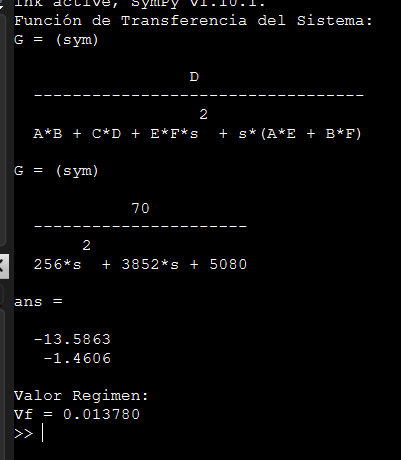 ink active, SymPy v1.10.1.
Función de Transferencia del Sistema:
G = (sym)
D
----------------------------------
2
A*B + C*D + E*F*s  + s*(A*E + B*F)
G = (sym)
70
----------------------
2
256*s  + 3852*s + 5080
ans =
-13.5863
-1.4606
Valor Regimen:
Vf = 0.013780
>>